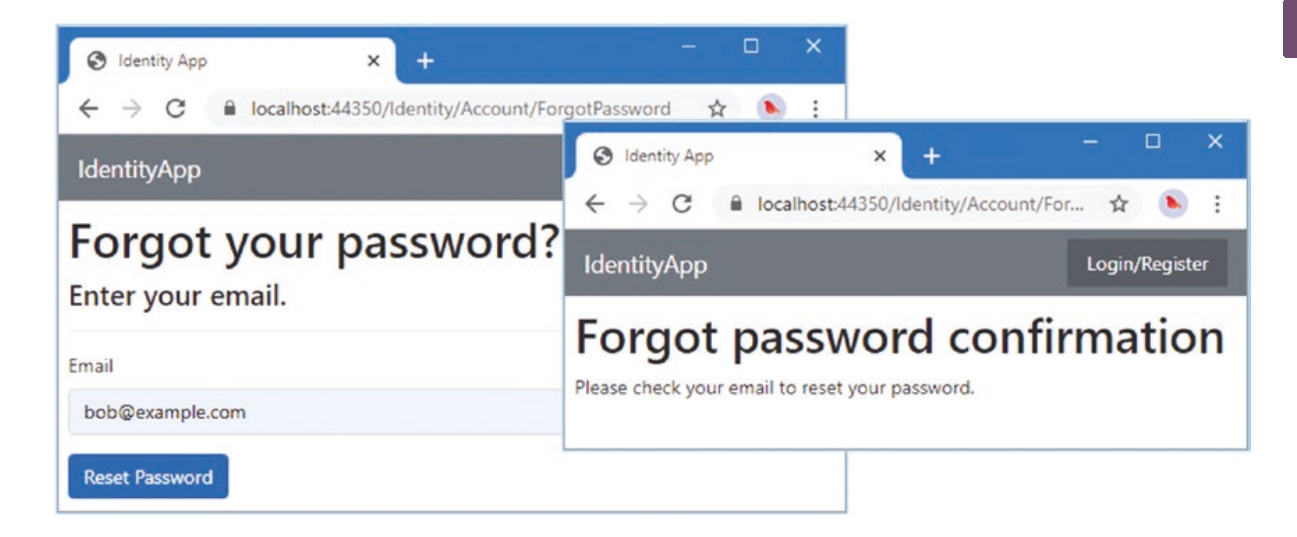 Identity App
localhost:44350/Identity/Account/ForgotPassword
IdentityApp
Forgot your password?
Enter your email.
Email
bob@example.com
Reset Password
Identity App
localhost:44350/Identity/Account/For...
IdentityApp
Login/Register
Forgot password confirmation
Please check your email to reset your password.